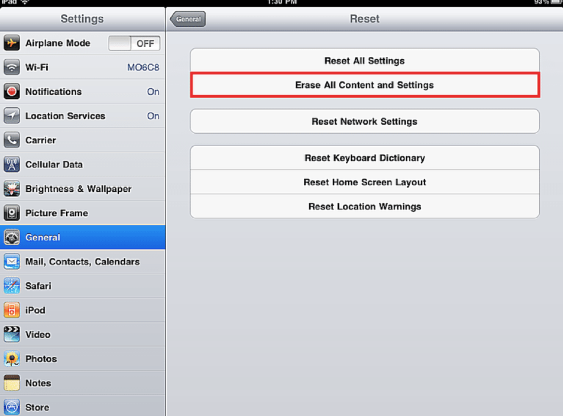 iPad
1:30 PM
93%
Settings
General
Reset
Airplane Mode
OFF
Wi-Fi
MO6C8
Notifications
On
Location Services
On
Carrier
Cellular Data
Brightness & Wallpaper
Picture Frame
General
Mail, Contacts, Calendars
Safari
iPod
Video
Photos
Notes
Store
Reset All Settings
Erase All Content and Settings
Reset Network Settings
Reset Keyboard Dictionary
Reset Home Screen Layout
Reset Location Warnings